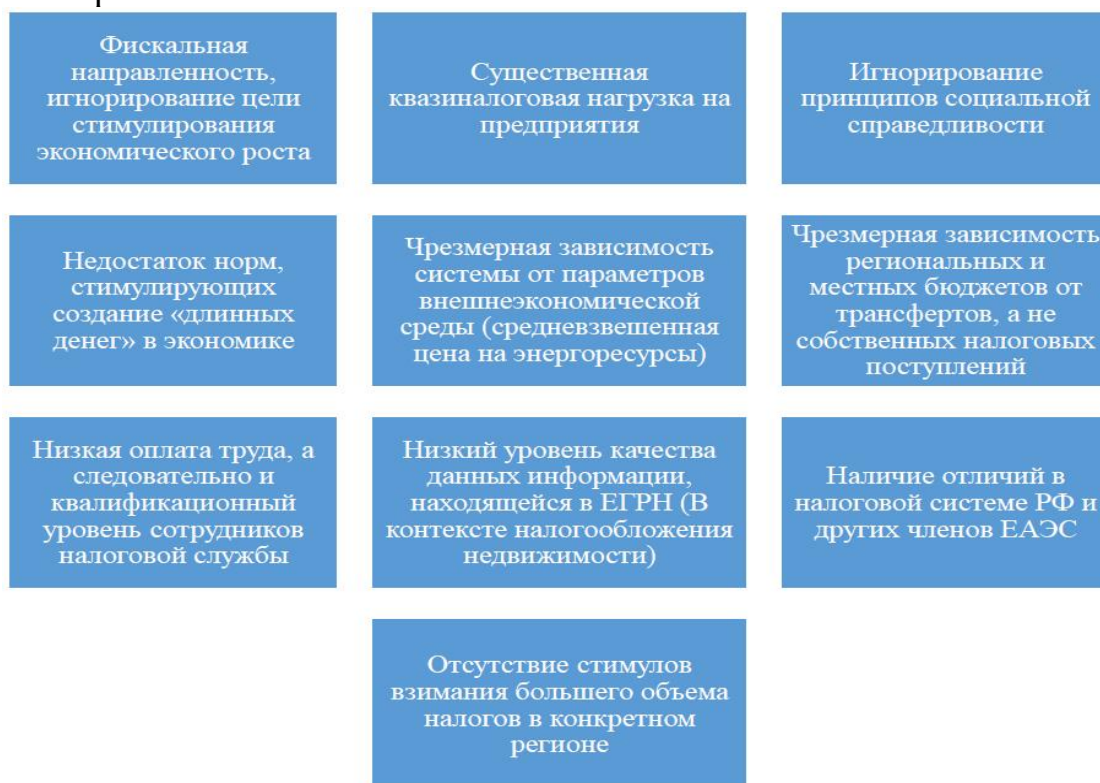 Фискальная
направленность,
игнорирование цели
стимулирования
экономического роста
Существенная
квазиналоговая нагрузка на
предприятия
Игнорирование
принципов социальной
справедливости
Недостаток норм,
стимулирующих
создание «длинных
денег» в экономике
Чрезмерная зависимость
системы от параметров
внешнеэкономической
среды (средневзвешенная
цена на энергоресурсы)
Чрезмерная зависимость
региональных и
местных бюджетов от
трансфертов, а не
собственных налоговых
поступлений
Низкая оплата труда, а
следовательно и
квалификационный
уровень сотрудников
налоговой службы
Низкий уровень качества
данных информации,
находящейся в ЕГРН (В
контексте налогообложения
недвижимости)
Наличие отличий в
налоговой системе РФ и
других членов ЕАЭС
Отсутствие стимулов
взимания большего объема
налогов в конкретном
регионе